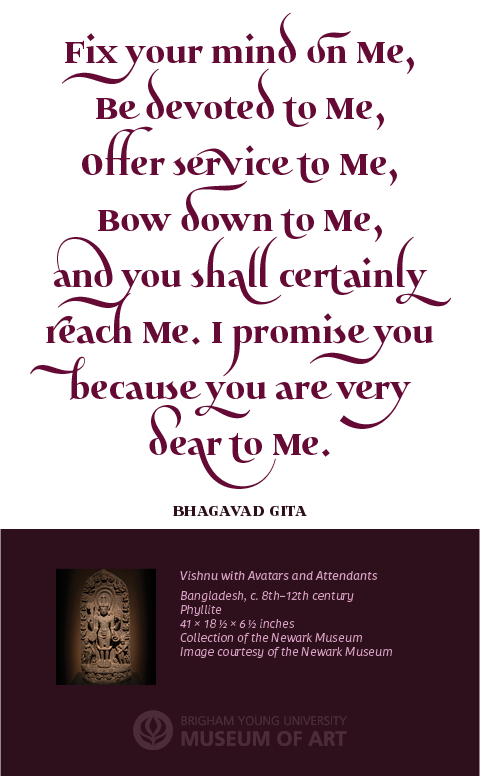 Fix your mind on Me,
Be devoted to Me,
Offer service to Me,
Bow down to Me,
and you shall certainly
reach Me. I promise you
because you are very
dear to Me.
BHAGAVAD GITA
Vishnu with Avatars and Attendants
Bangladesh, c. 8th–12th century
Phyllite
41 × 18 ½ × 6 ½ inches
Collection of the Newark Museum
Image courtesy of the Newark Museum
BRIGHAM YOUNG UNIVERSITY
MUSEUM OF ART